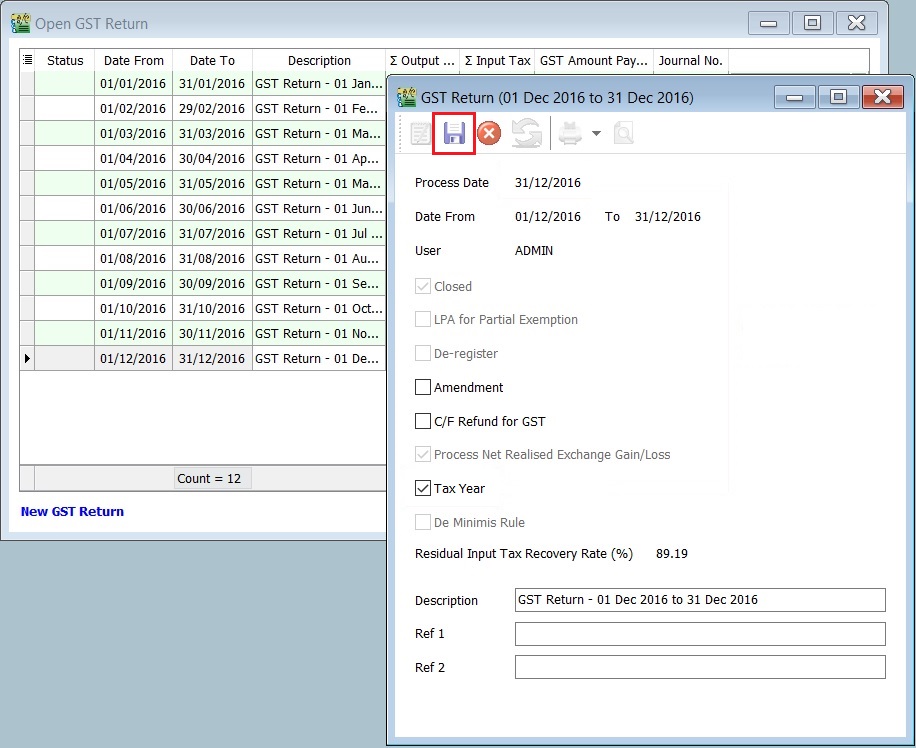 Open GST Return
Status Date From Date To Description Σ Output ... Σ Input Tax GST Amount Pay... Journal No.
01/01/2016 31/01/2016 GST Return - 01 Jan...
01/02/2016 29/02/2016 GST Return - 01 Fe...
01/03/2016 31/03/2016 GST Return - 01 Ma...
01/04/2016 30/04/2016 GST Return - 01 Ap...
01/05/2016 31/05/2016 GST Return - 01 Ma...
01/06/2016 30/06/2016 GST Return - 01 Jun...
01/07/2016 31/07/2016 GST Return - 01 Jul ...
01/08/2016 31/08/2016 GST Return - 01 Au...
01/09/2016 30/09/2016 GST Return - 01 Se...
01/10/2016 31/10/2016 GST Return - 01 Oct...
01/11/2016 30/11/2016 GST Return - 01 No...
01/12/2016 31/12/2016 GST Return - 01 De...
Count = 12
New GST Return
GST Return (01 Dec 2016 to 31 Dec 2016)
Process Date 31/12/2016
Date From 01/12/2016 To 31/12/2016
User ADMIN
Closed
LPA for Partial Exemption
De-register
Amendment
C/F Refund for GST
Process Net Realised Exchange Gain/Loss
Tax Year
De Minimis Rule
Residual Input Tax Recovery Rate (%) 89.19
Description GST Return - 01 Dec 2016 to 31 Dec 2016
Ref 1
Ref 2